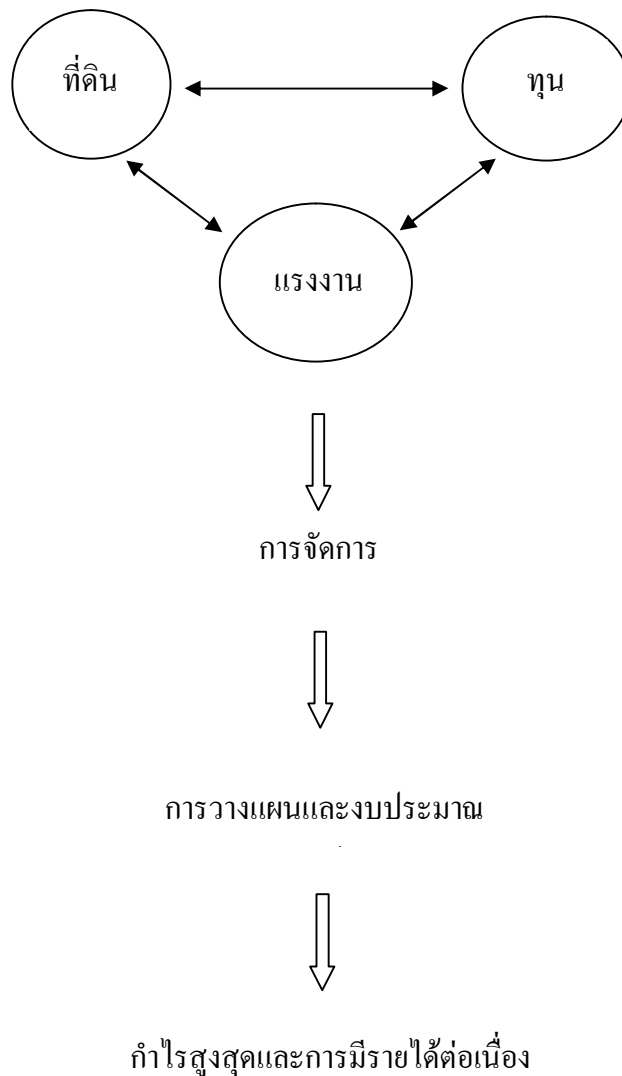 ที่ดิน
ทุน
แรงงาน
การจัดการ
การวางแผนและงบประมาณ
กำไรสูงสุดและการมีรายได้ต่อเนื่อง